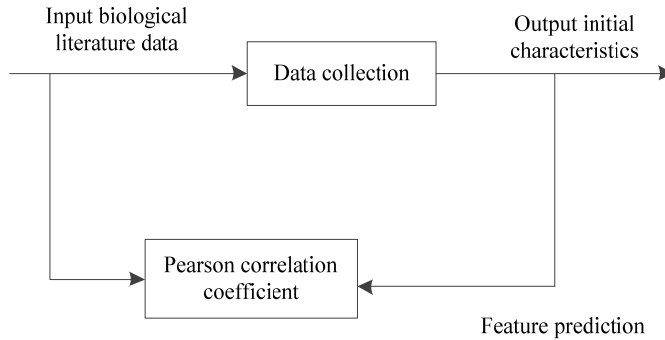 Input biological
literature data
Output initial
characteristics
Data collection
Pearson correlation
coefficient
Feature prediction